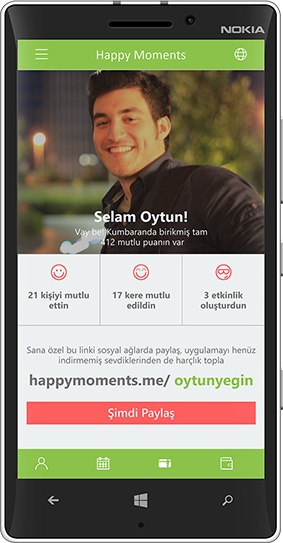 NOKIA
Happy Moments
Selam Oytun!
Vay be! Kumbaranda birikmiş tam
412 mutlu puanın var
21 kişiyi mutlu
ettin
17 kere mutlu
edildin
3 etkinlik
oluşturdun
Sana özel bu linki sosyal ağlarda paylaş, uygulamayı henüz
indirmemiş sevdiklerinden de harçlık topla
happymoments.me/ oytunyegin
Şimdi Paylaş